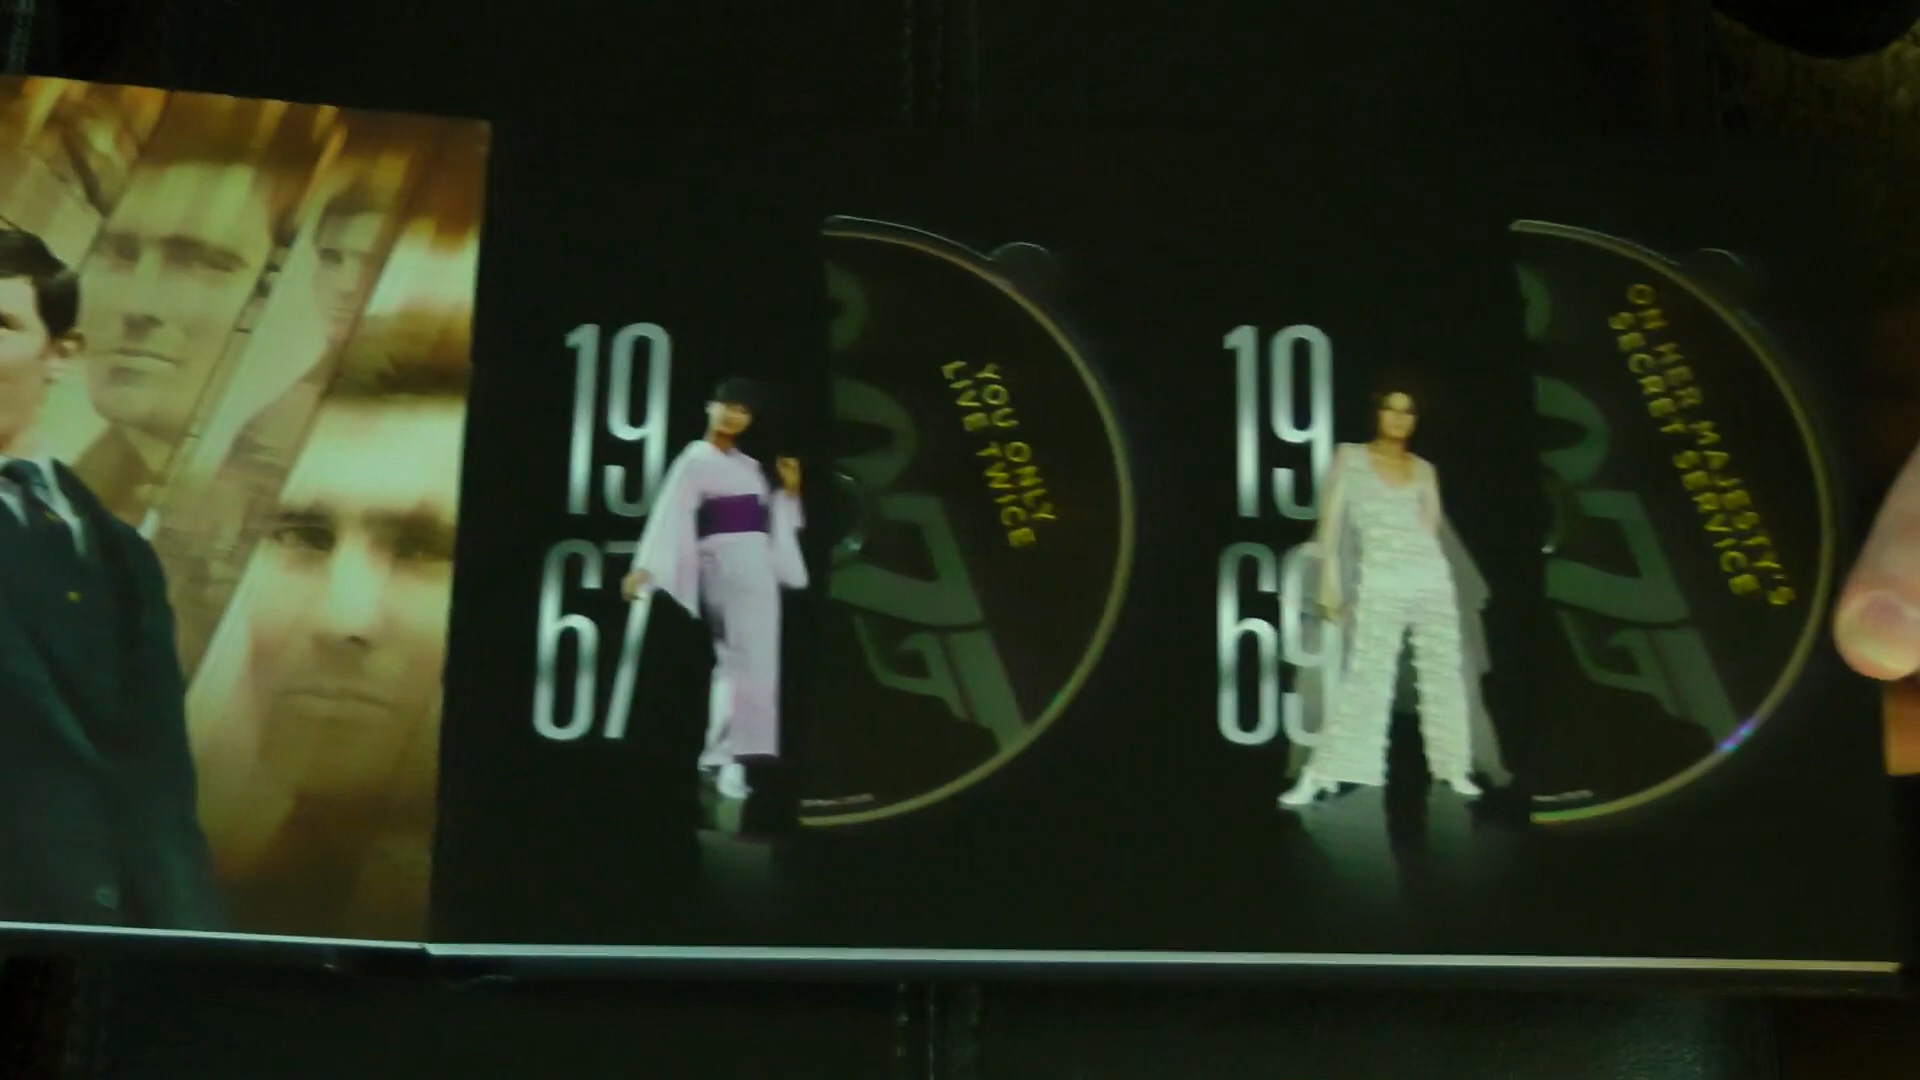 19
67
YOU ONLY
LIVE TWICE
19
69
ON HER MAJESTY'S
SECRET SERVICE